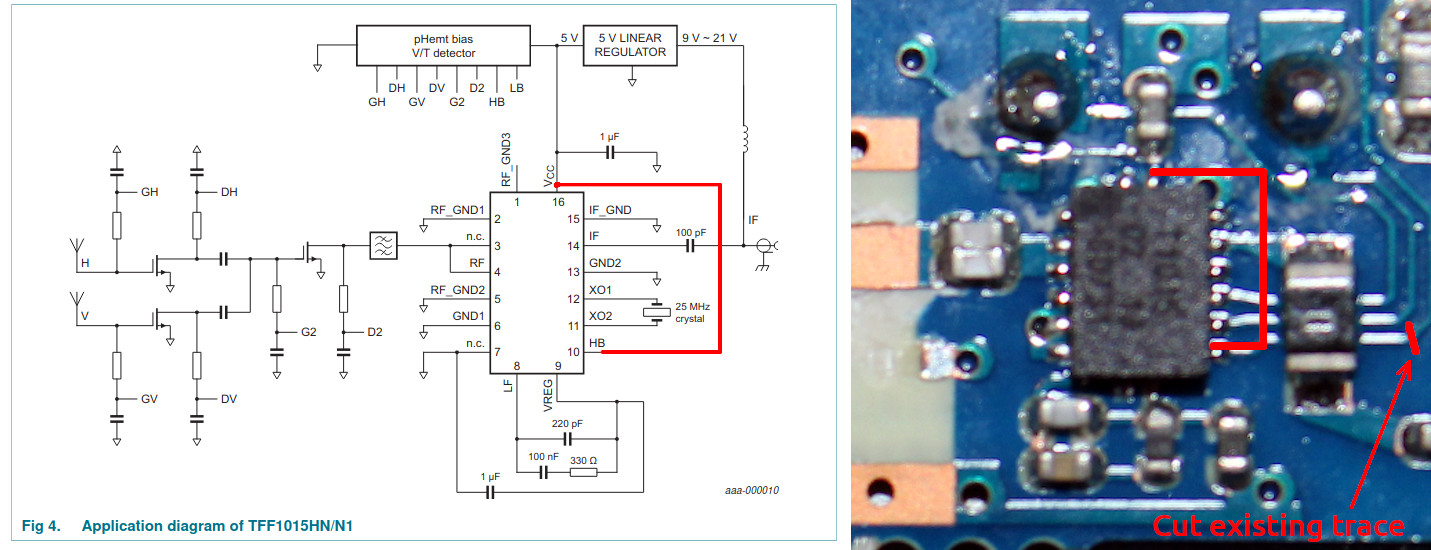 pHemt bias
V/T detector
5 V
5 V LINEAR
REGULATOR
9 V ~ 21 V
DH
DV
D2
LB
GH
GV
G2
HB
1 µF
RF_GND3
VCC
GH
DH
1
16
RF_GND1
2
15
IF_GND
IF
n.c.
3
14
IF
100 pF
H
RF
4
13
GND2
RF_GND2
5
12
XO1
V
25 MHz
crystal
GND1
6
11
XO2
G2
D2
n.c.
7
10
HB
8
9
LF
VREG
GV
DV
220 pF
100 nF
330 Ω
1 µF
aaa-000010
Fig 4. Application diagram of TFF1015HN/N1
Cut existing trace